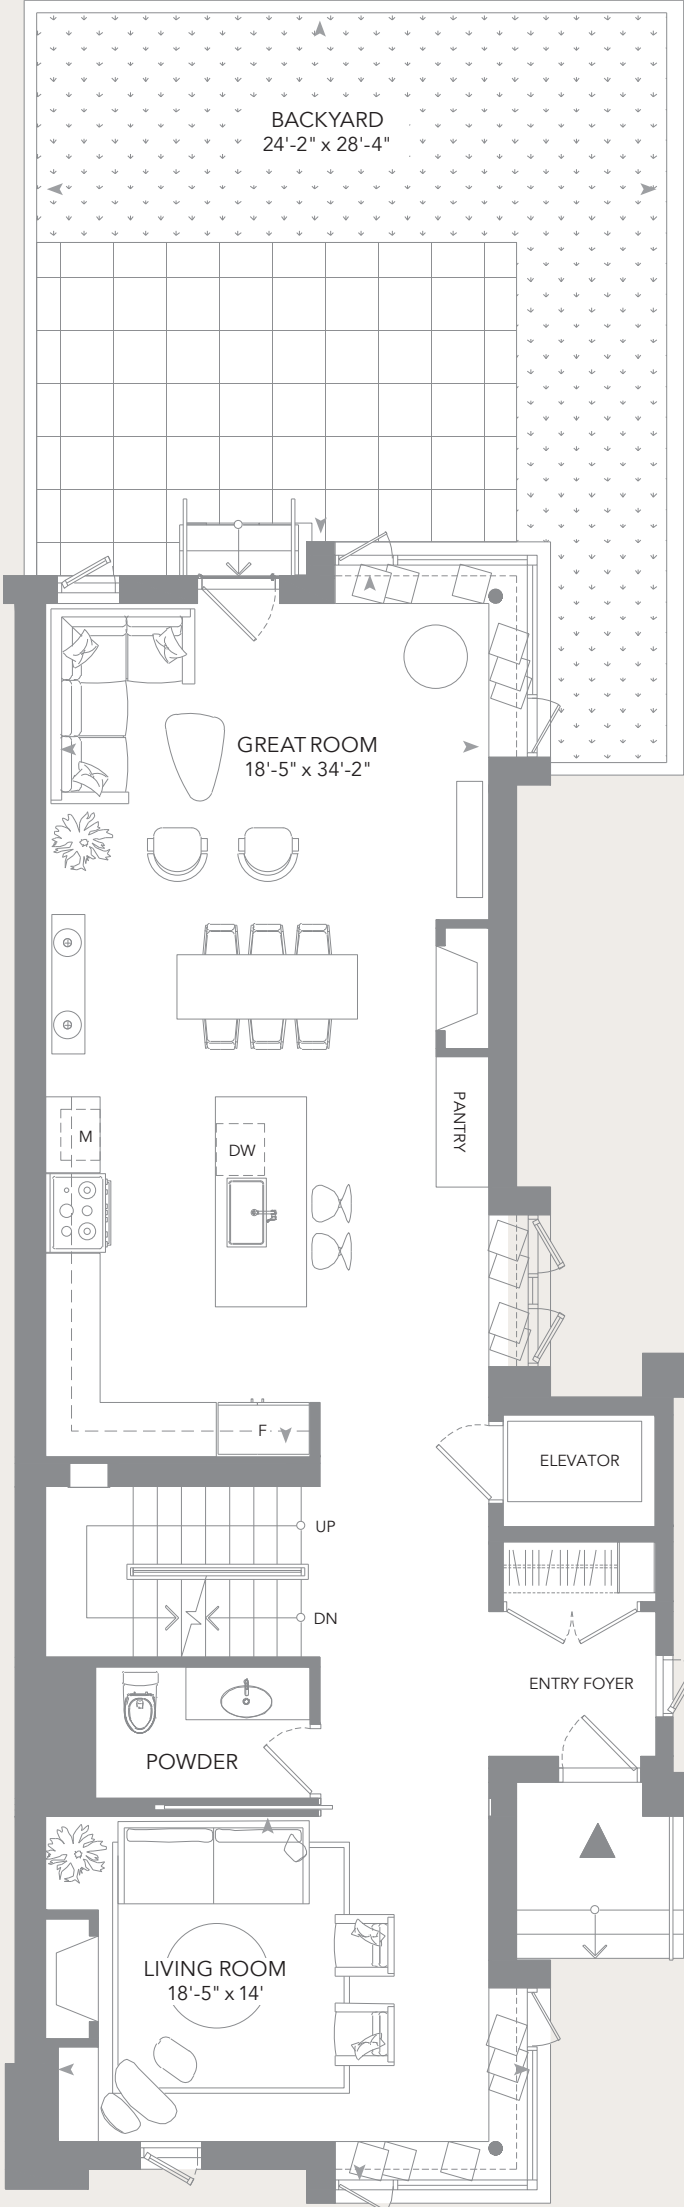 BACKYARD
24'-2" x 28'-4"
GREAT ROOM
18'-5" x 34'-2"
PANTRY
M
DW
F
ELEVATOR
UP
DN
ENTRY FOYER
POWDER
LIVING ROOM
18'-5" x 14'